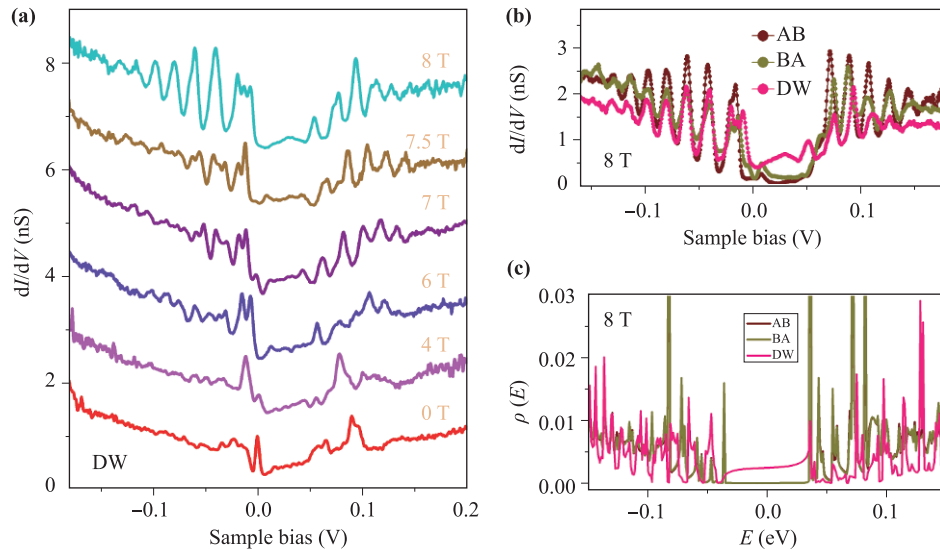 (a)
8 T
7.5 T
7 T
6 T
4 T
0 T
DW
8
6
4
2
0
dI/dV (nS)
−0.1
0.0
0.1
0.2
Sample bias (V)
(b)
AB
BA
DW
8 T
3
2
1
0
dI/dV (nS)
−0.1
0.0
0.1
Sample bias (V)
(c)
8 T
AB
BA
DW
0.03
0.02
0.01
0.00
ρ (E)
−0.1
0.0
0.1
E (eV)